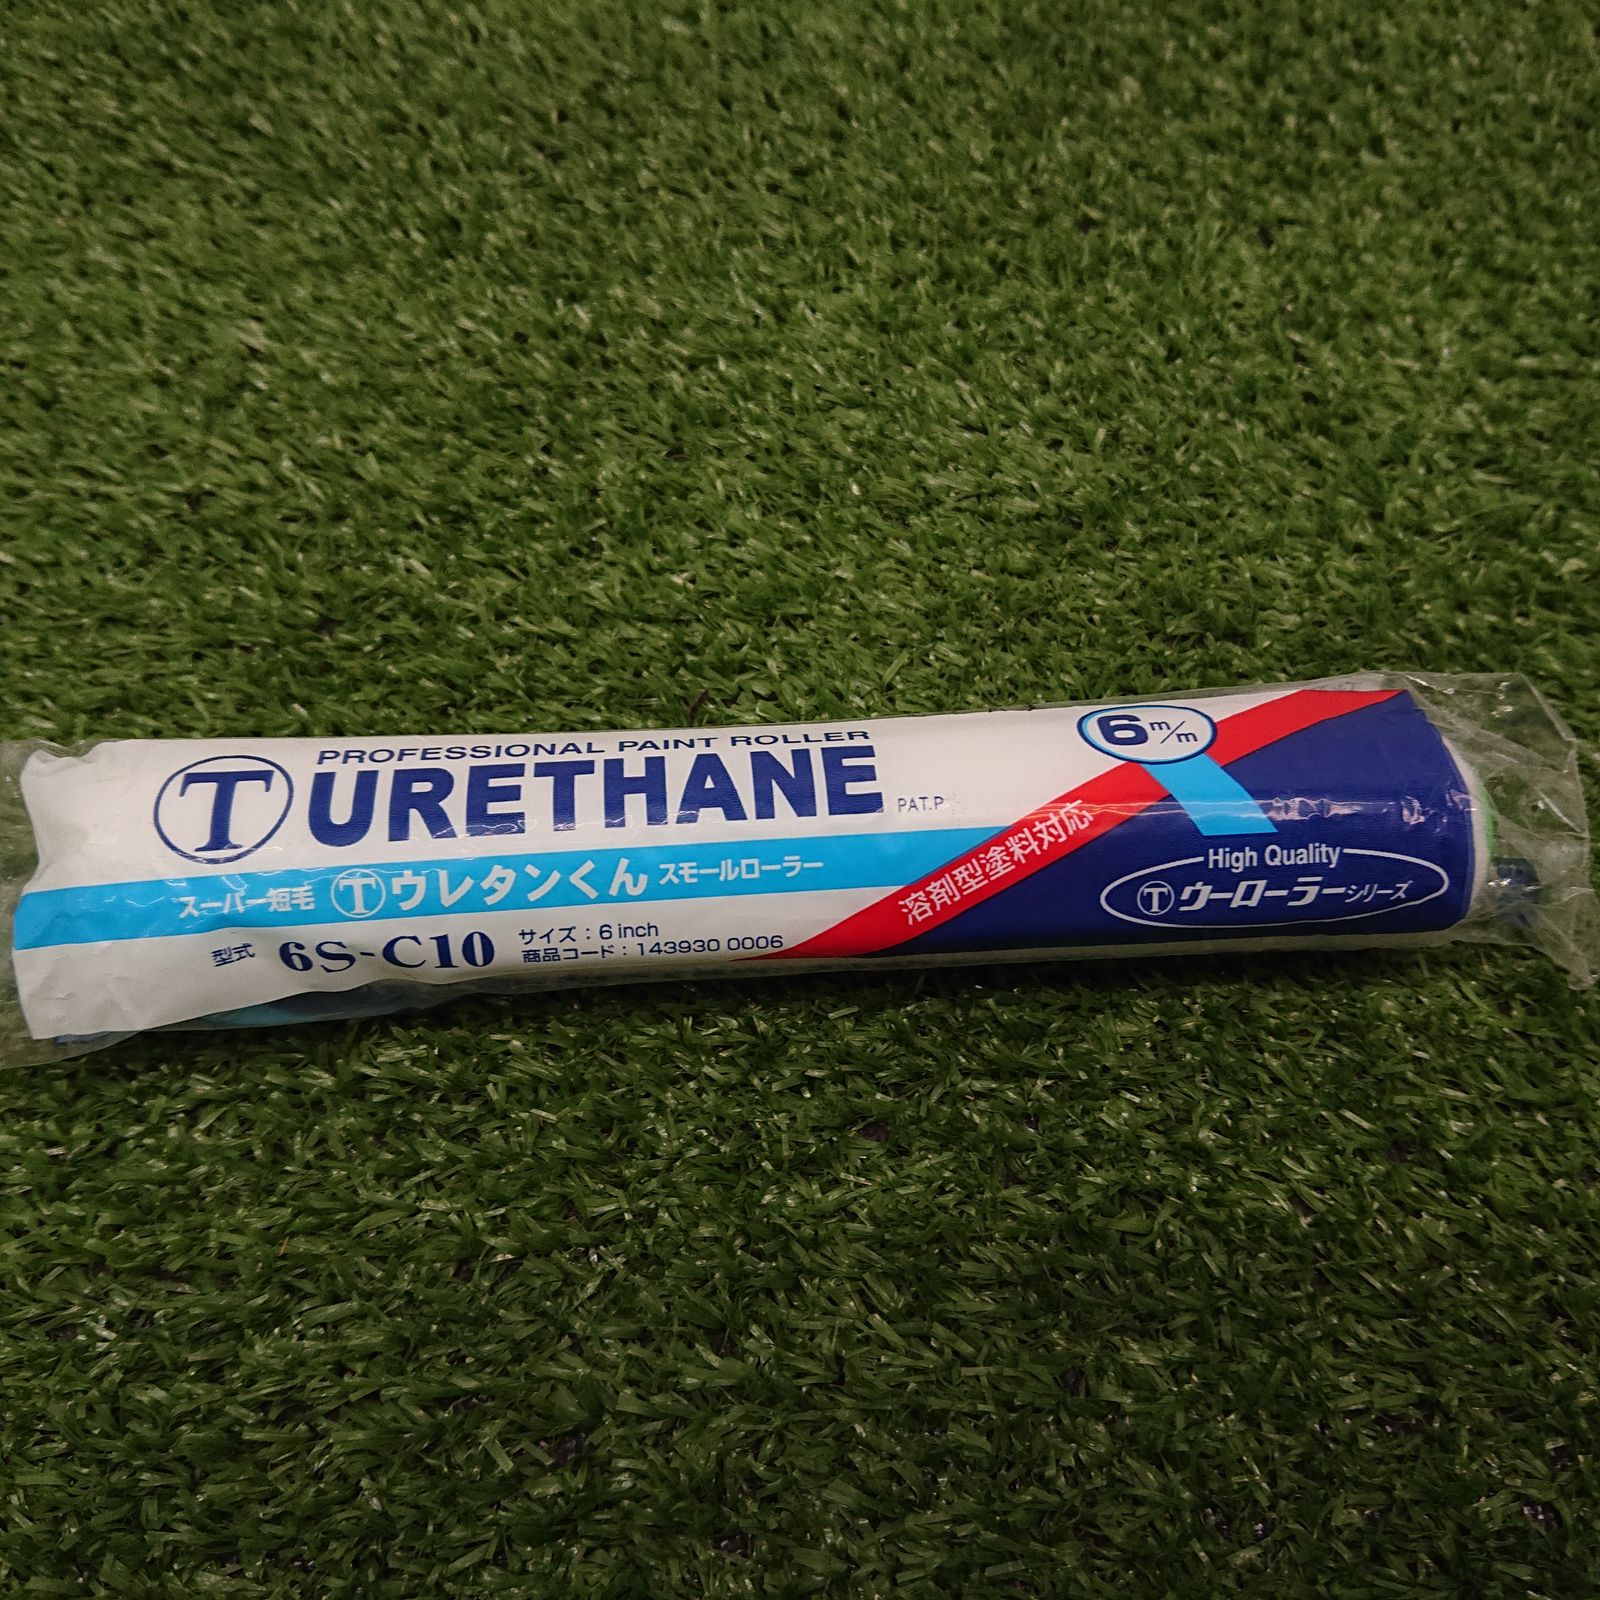 PROFESSIONAL PAINT ROLLER
Ⓣ URETHANE PAT.P
スーパー短毛 Ⓣウレタンくん スモールローラー
型式 6S-C10
サイズ : 6 inch
商品コード : 143930 0006
溶剤型塗料対応
6 m/m
High Quality
Ⓣ ウーローラーシリーズ